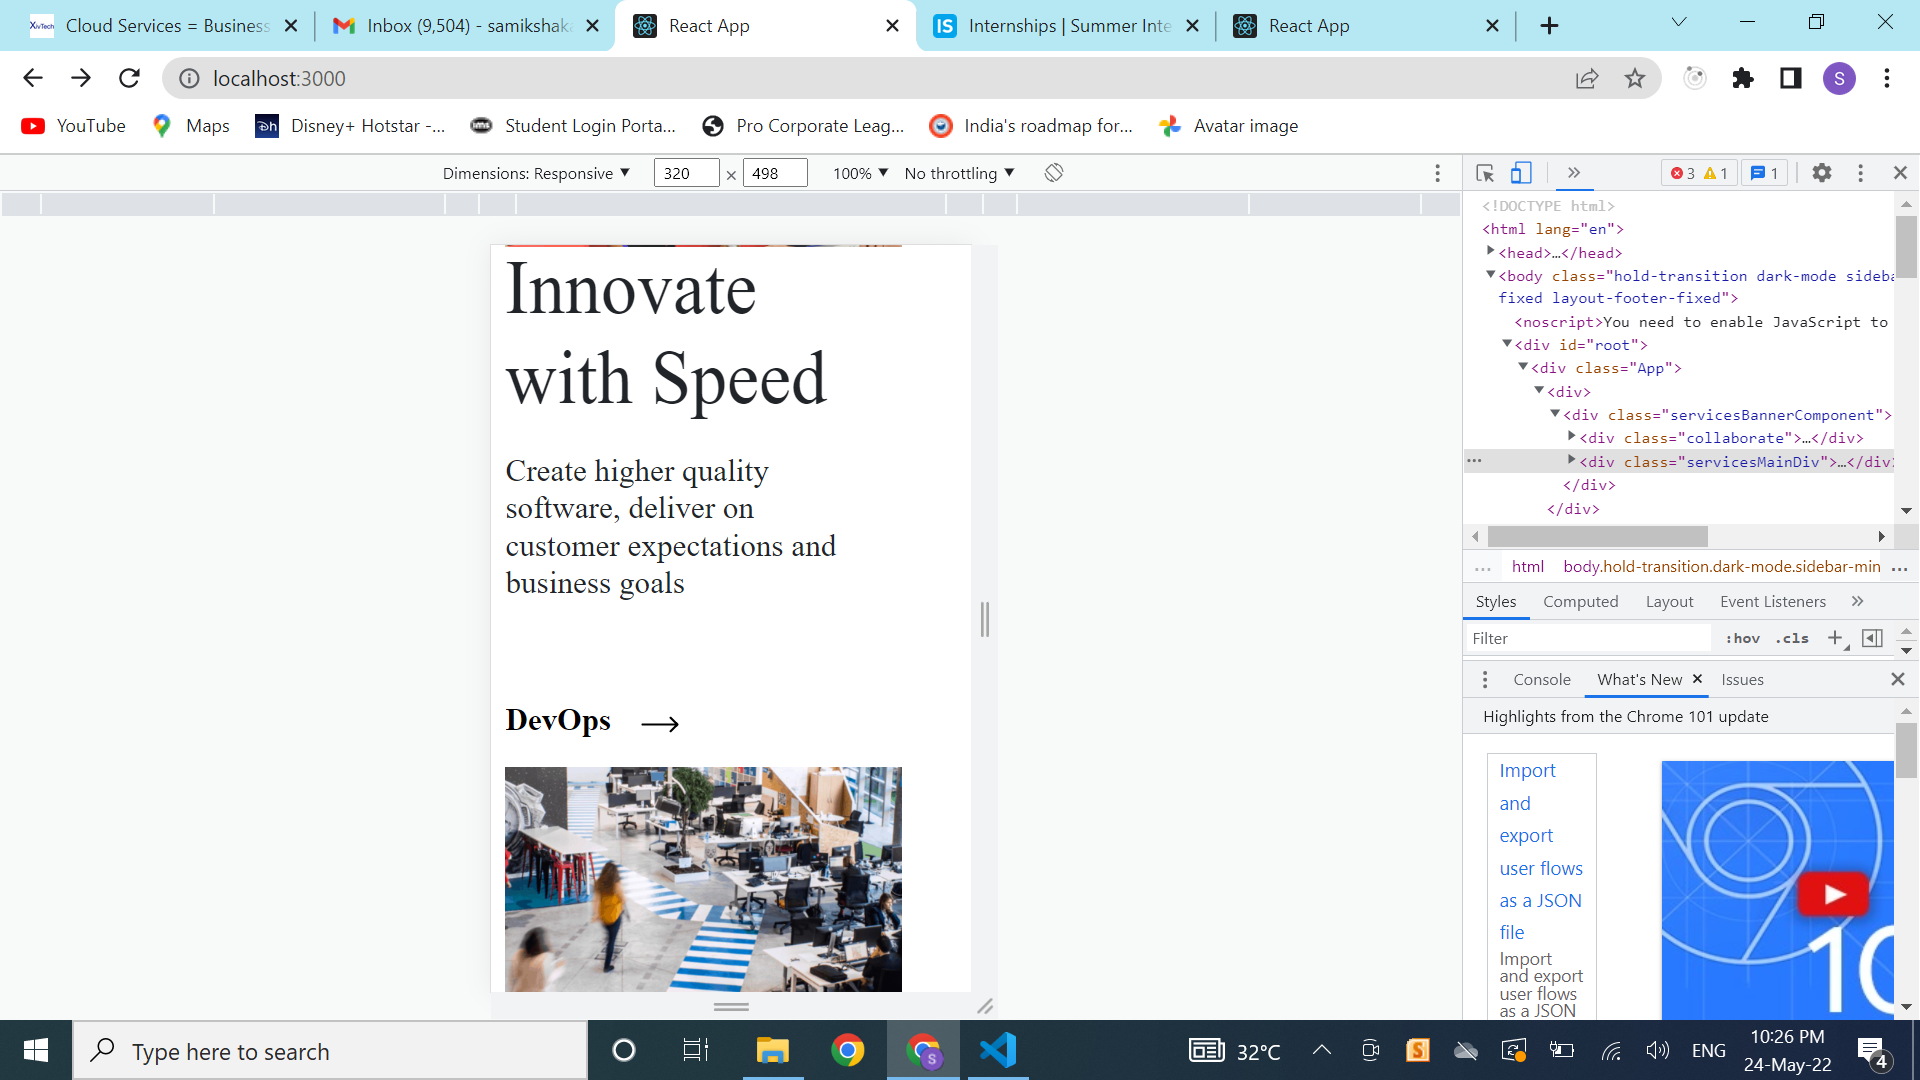 Cloud Services = Business
Inbox (9,504) - samikshaka
React App
Internships | Summer Inte
React App
localhost:3000
S
YouTube
Maps
Disney+ Hotstar -...
Student Login Porta...
Pro Corporate Leag...
India's roadmap for...
Avatar image
Dimensions: Responsive
320 × 498
100%
No throttling
3 1
1
<!DOCTYPE html>
<html lang="en">
<head>…</head>
<body class="hold-transition dark-mode sideba
fixed layout-footer-fixed">
<noscript>You need to enable JavaScript to
<div id="root">
<div class="App">
<div>
<div class="servicesBannerComponent">
<div class="collaborate">…</div>
<div class="servicesMainDiv">…</div>
</div>
</div>
... html body.hold-transition.dark-mode.sidebar-min ...
Styles Computed Layout Event Listeners
Filter
:hov .cls
Console What's New Issues
Highlights from the Chrome 101 update
Import
and
export
user flows
as a JSON
file
Import
and export
user flows
as a JSON
10
Innovate
with Speed
Create higher quality
software, deliver on
customer expectations and
business goals
DevOps
Type here to search
32°C
ENG
10:26 PM
24-May-22
4